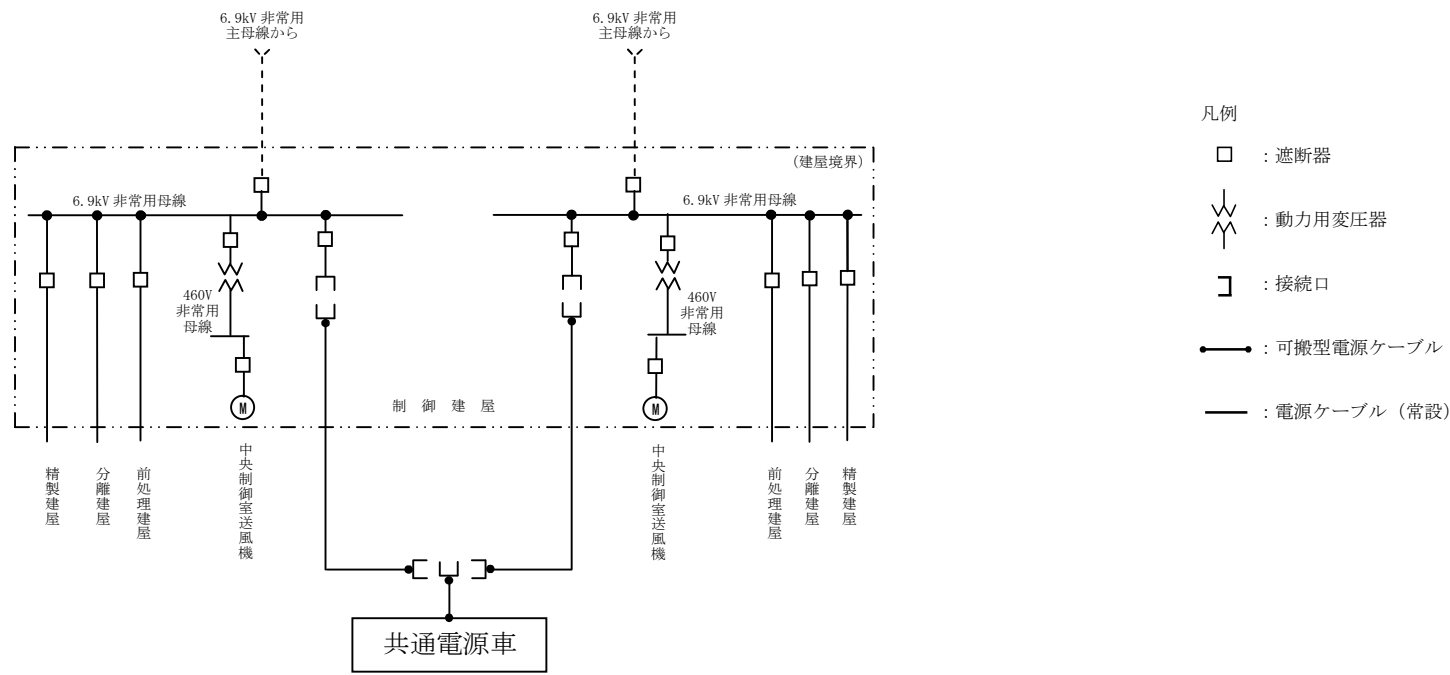 6.9kV 非常用
主母線から
6.9kV 非常用
主母線から
(建屋境界)
6.9kV 非常用母線
6.9kV 非常用母線
460V
非常用
母線
460V
非常用
母線
M
M
制 御 建 屋
精製建屋
分離建屋
前処理建屋
中央制御室送風機
中央制御室送風機
前処理建屋
分離建屋
精製建屋
共通電源車
凡例
：遮断器
：動力用変圧器
：接続口
：可搬型電源ケーブル
：電源ケーブル（常設）